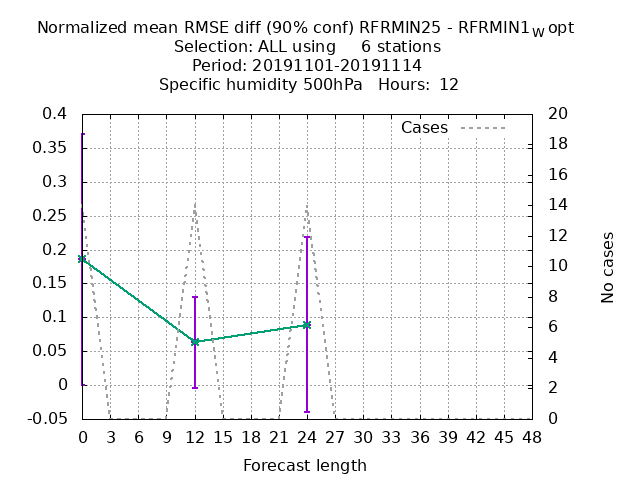 Normalized mean RMSE diff (90% conf) RFRMIN25 - RFRMIN1wopt
Selection: ALL using 6 stations
Period: 20191101-20191114
Specific humidity 500hPa Hours: 12
Cases
0.4
0.35
0.3
0.25
0.2
0.15
0.1
0.05
0
-0.05
20
18
16
14
12
10
8
6
4
2
0
No cases
0 3 6 9 12 15 18 21 24 27 30 33 36 39 42 45 48
Forecast length